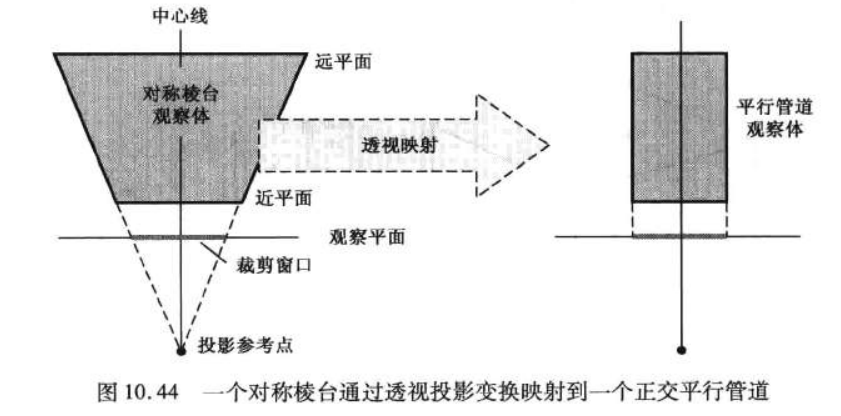 中心线
远平面
对称棱台
观察体
透视映射
平行管道
观察体
近平面
观察平面
裁剪窗口
投影参考点
图 10.44 一个对称棱台通过透视投影变换映射到一个正交平行管道